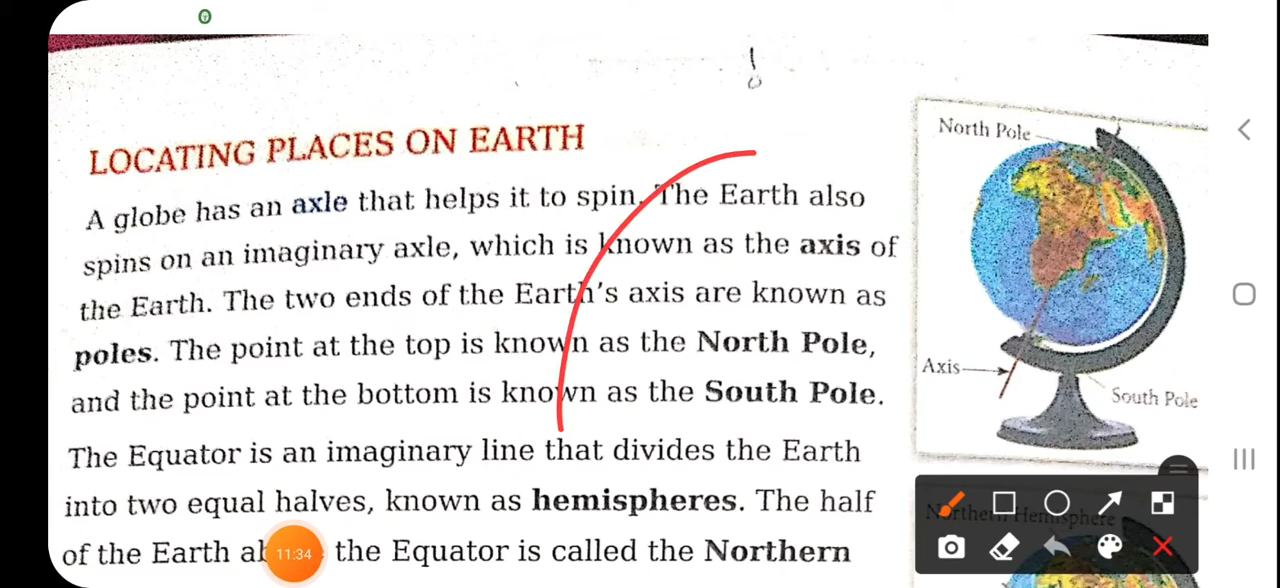 LOCATING PLACES ON EARTH
A globe has an axle that helps it to spin. The Earth also
spins on an imaginary axle, which is known as the axis of
the Earth. The two ends of the Earth's axis are known as
poles. The point at the top is known as the North Pole,
and the point at the bottom is known as the South Pole.
The Equator is an imaginary line that divides the Earth
into two equal halves, known as hemispheres. The half
of the Earth the Equator is called the Northern
11:34
North Pole
Axis
South Pole
Northern Hemisphere